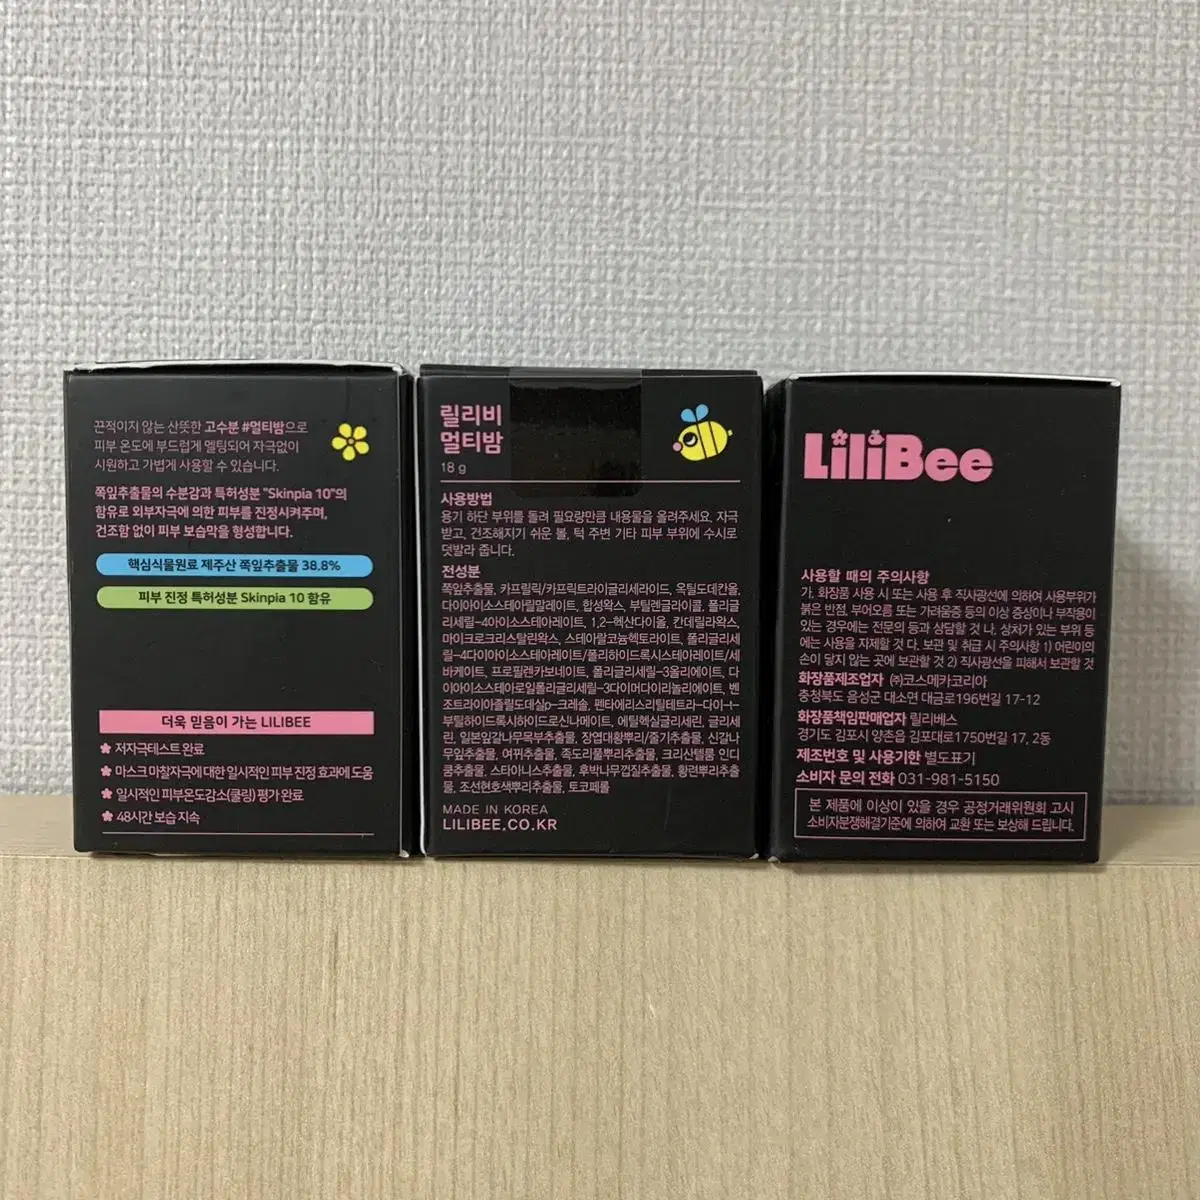 끈적이지 않는 산뜻한 고수분 #멀티밤으로
피부 온도에 부드럽게 멜팅되어 자극없이
시원하고 가볍게 사용할 수 있습니다.
쪽잎추출물의 수분감과 특허성분 "Skinpia 10"의
함유로 외부자극에 의한 피부를 진정시켜주며,
건조함 없이 피부 보습막을 형성합니다.
핵심식물원료 제주산 쪽잎추출물 38.8%
피부 진정 특허성분 Skinpia 10 함유
더욱 믿음이 가는 LILIBEE
저자극테스트 완료
마스크 마찰자극에 대한 일시적인 피부 진정 효과에 도움
일시적인 피부온도감소(쿨링) 평가 완료
48시간 보습 지속
릴리비
멀티밤
18 g
사용방법
용기 하단 부위를 돌려 필요량만큼 내용물을 올려주세요. 자극
받고, 건조해지기 쉬운 볼, 턱 주변 기타 피부 부위에 수시로
덧발라 줍니다.
전성분
쪽잎추출물, 카프릴릭/카프릭트라이글리세라이드, 옥틸도데칸올,
다이아이소스테아릴말레이트, 합성왁스, 부틸렌글라이콜, 폴리글
리세릴-4아이소스테아레이트, 1,2-헥산다이올, 칸데릴라왁스,
마이크로크리스탈린왁스, 스테아랄코늄헥토라이트, 폴리글리세
릴-4다이아이소스테아레이트/폴리하이드록시스테아레이트/세
바케이트, 프로필렌카보네이트, 폴리글리세릴-3올리에이트, 다
이아이소스테아로일폴리글리세릴-3다이머다이리놀리에이트, 벤
조트라이아졸릴도데실p-크레솔, 펜타에리스리틸테트라-다이-t-
부틸하이드록시하이드로신나메이트, 에틸헥실글리세린, 글리세
린, 일본잎갈나무목부추출물, 장엽대황뿌리/줄기추출물, 신갈나
무잎추출물, 여뀌추출물, 족도리풀뿌리추출물, 크리산텔룸 인디
쿰추출물, 스타아니스추출물, 후박나무껍질추출물, 황련뿌리추출
물, 조선현호색뿌리추출물, 토코페롤
MADE IN KOREA
LILIBEE.CO.KR
LiliBee
사용할 때의 주의사항
가. 화장품 사용 시 또는 사용 후 직사광선에 의하여 사용부위가
붉은 반점, 부어오름 또는 가려움증 등의 이상 증상이나 부작용이
있는 경우에는 전문의 등과 상담할 것 나. 상처가 있는 부위 등
에는 사용을 자제할 것 다. 보관 및 취급 시 주의사항 1) 어린이의
손이 닿지 않는 곳에 보관할 것 2) 직사광선을 피해서 보관할 것
화장품제조업자 ㈜코스메카코리아
충청북도 음성군 대소면 대금로196번길 17-12
화장품책임판매업자 릴리베스
경기도 김포시 양촌읍 김포대로1750번길 17, 2동
제조번호 및 사용기한 별도표기
소비자 문의 전화 031-981-5150
본 제품에 이상이 있을 경우 공정거래위원회 고시
소비자분쟁해결기준에 의하여 교환 또는 보상해 드립니다.